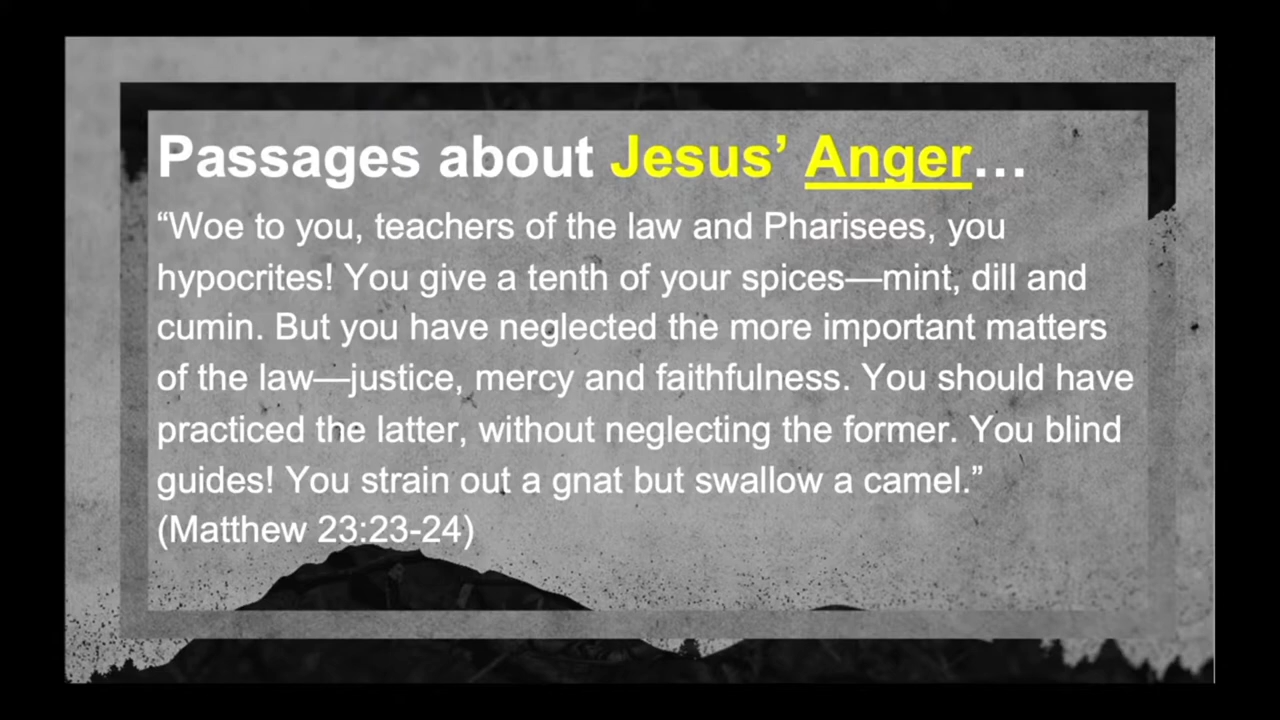 Passages about Jesus’ Anger…
“Woe to you, teachers of the law and Pharisees, you
hypocrites! You give a tenth of your spices—mint, dill and
cumin. But you have neglected the more important matters
of the law—justice, mercy and faithfulness. You should have
practiced the latter, without neglecting the former. You blind
guides! You strain out a gnat but swallow a camel.”
(Matthew 23:23-24)